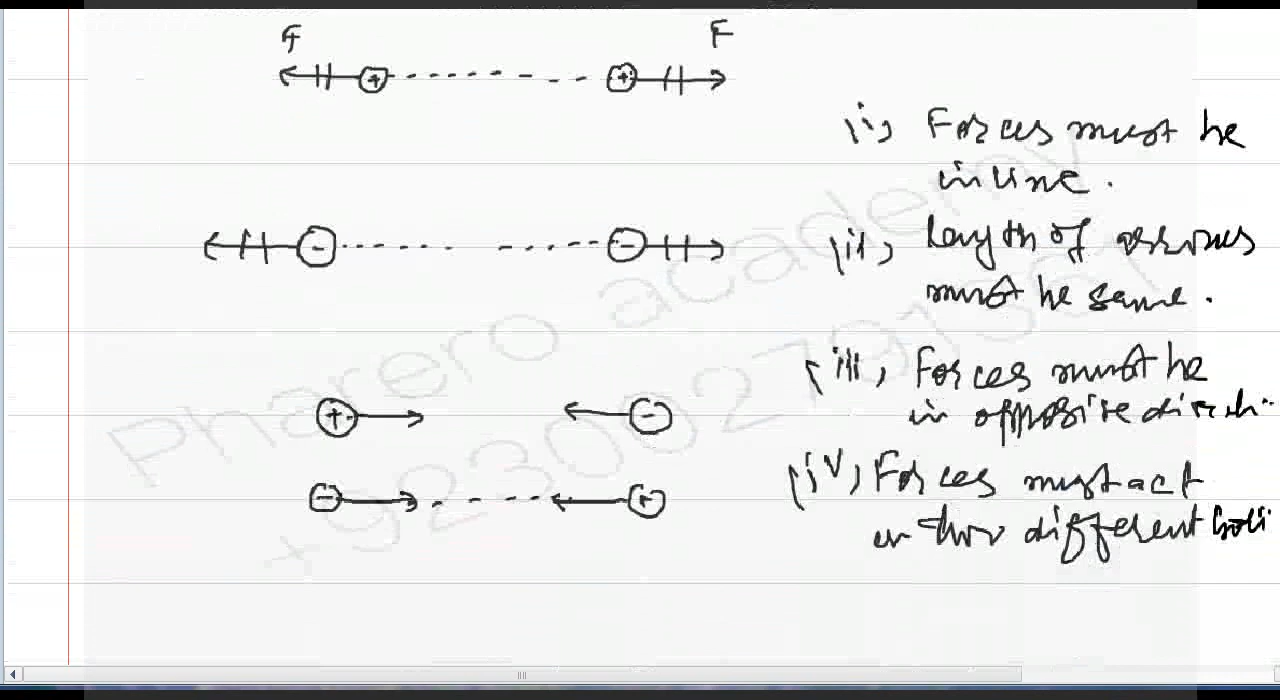 F F
+ +
(i) Forces must be
in line.
- -
(ii) length of arrows
must be same.
(iii) Forces must be
+ -
in opposite directi..
(iv) Forces must act
- +
on two different bodi
Pharero academy
+923002791361